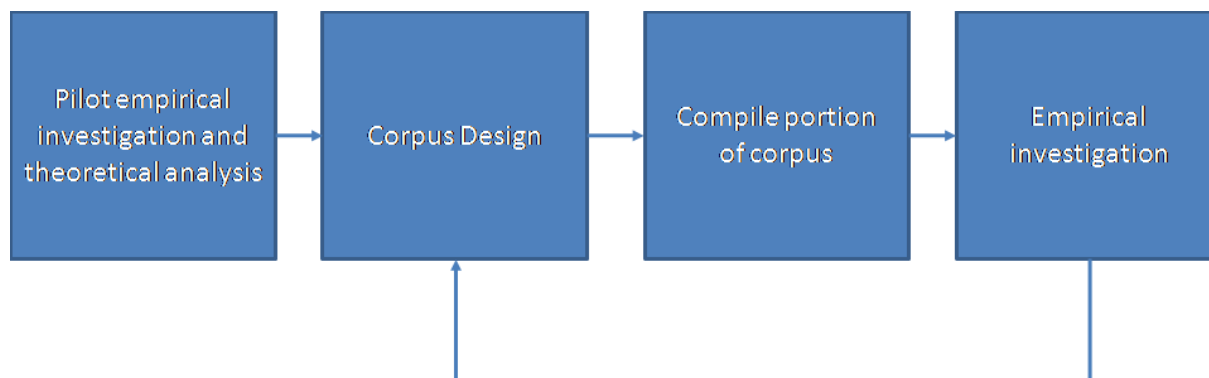 Pilot empirical
investigation and
theoretical analysis
Corpus Design
Compile portion
of corpus
Empirical
investigation